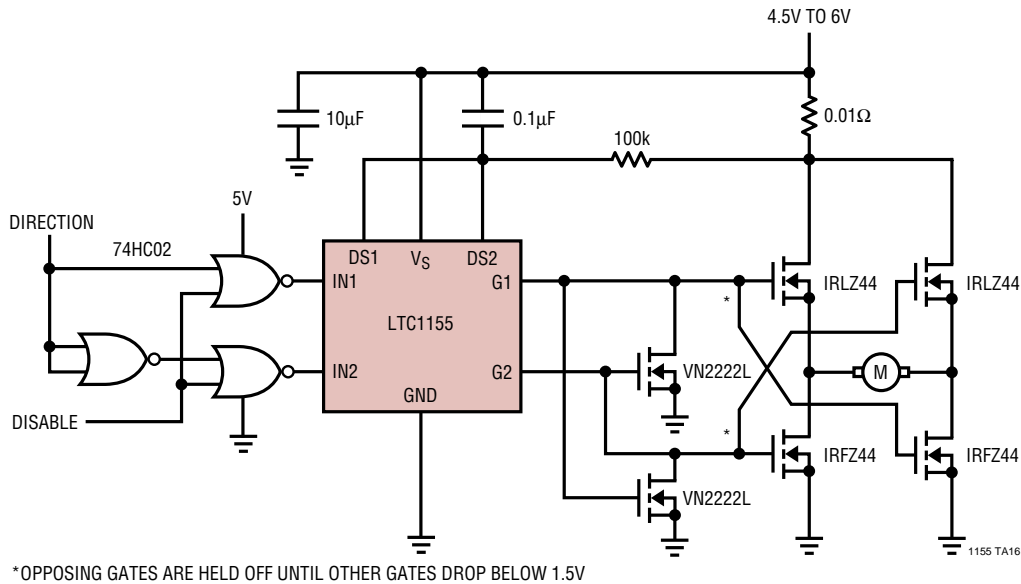 4.5V TO 6V
10µF
0.1µF
0.01Ω
100k
5V
DIRECTION
74HC02
DS1 VS DS2
IN1 G1
IRLZ44 IRLZ44
*
LTC1155
IN2 G2
VN2222L
M
GND
DISABLE
*
IRFZ44 IRFZ44
VN2222L
1155 TA16
*OPPOSING GATES ARE HELD OFF UNTIL OTHER GATES DROP BELOW 1.5V